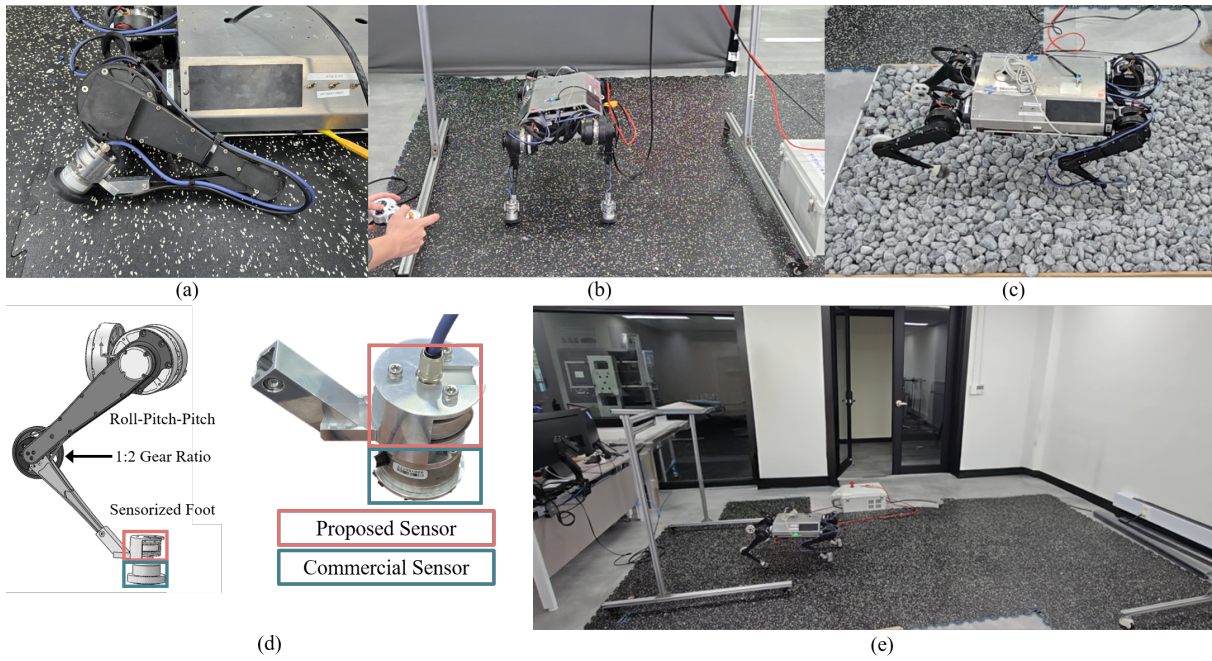 (a)
(b)
(c)
Roll-Pitch-Pitch
1:2 Gear Ratio
Sensorized Foot
Proposed Sensor
Commercial Sensor
(d)
(e)